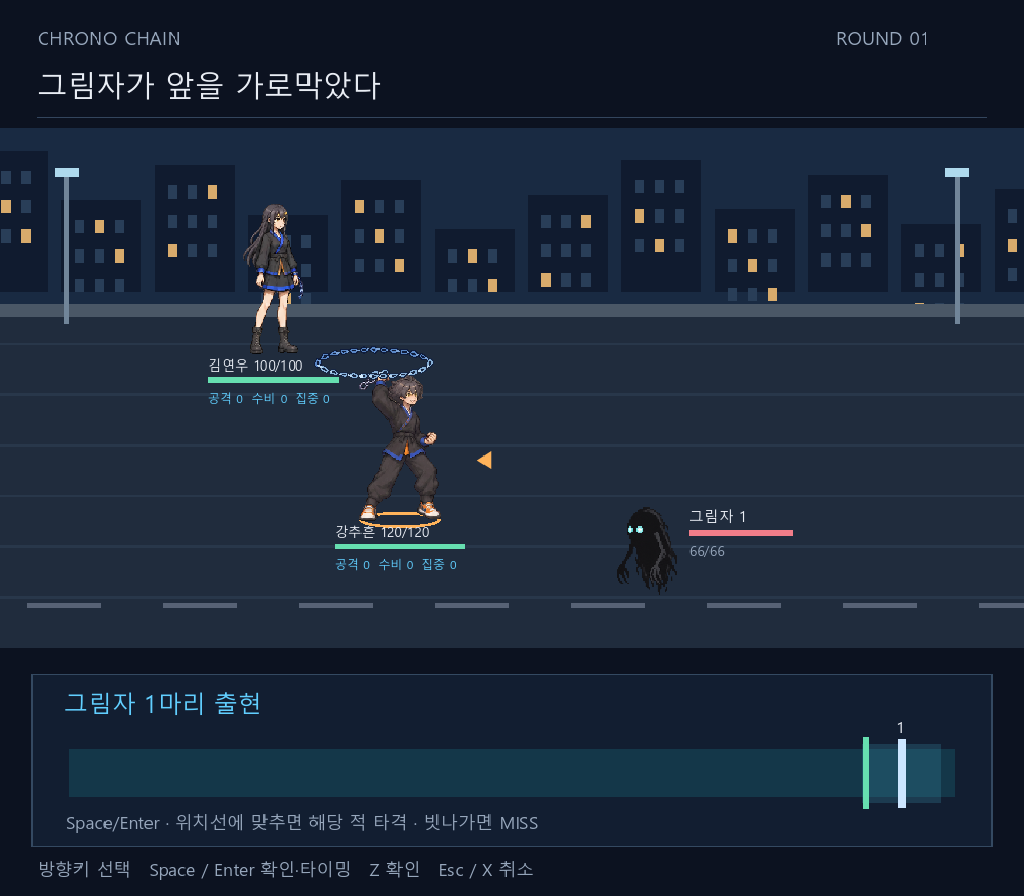 CHRONO CHAIN
ROUND 01
그림자가 앞을 가로막았다
김연우 100/100
공격 0 수비 0 집중 0
강추흔 120/120
공격 0 수비 0 집중 0
그림자 1
66/66
그림자 1마리 출현
1
Space/Enter · 위치선에 맞추면 해당 적 타격 · 빗나가면 MISS
방향키 선택 Space / Enter 확인·타이밍 Z 확인 Esc / X 취소